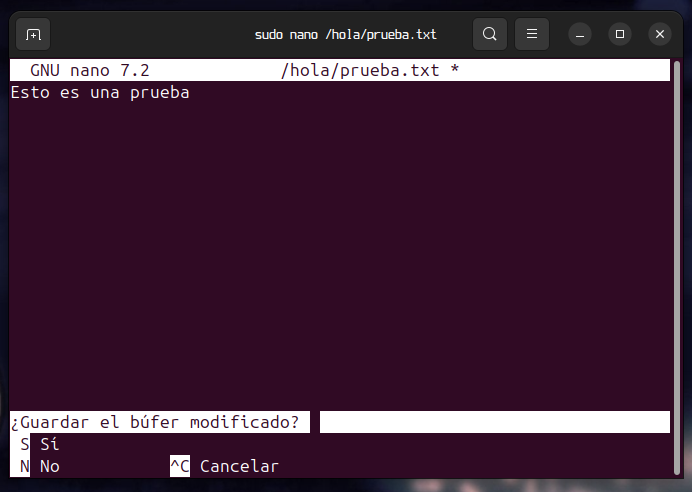 sudo nano /hola/prueba.txt
GNU nano 7.2 /hola/prueba.txt *
Esto es una prueba
¿Guardar el búfer modificado?
S Sí
N No ^C Cancelar